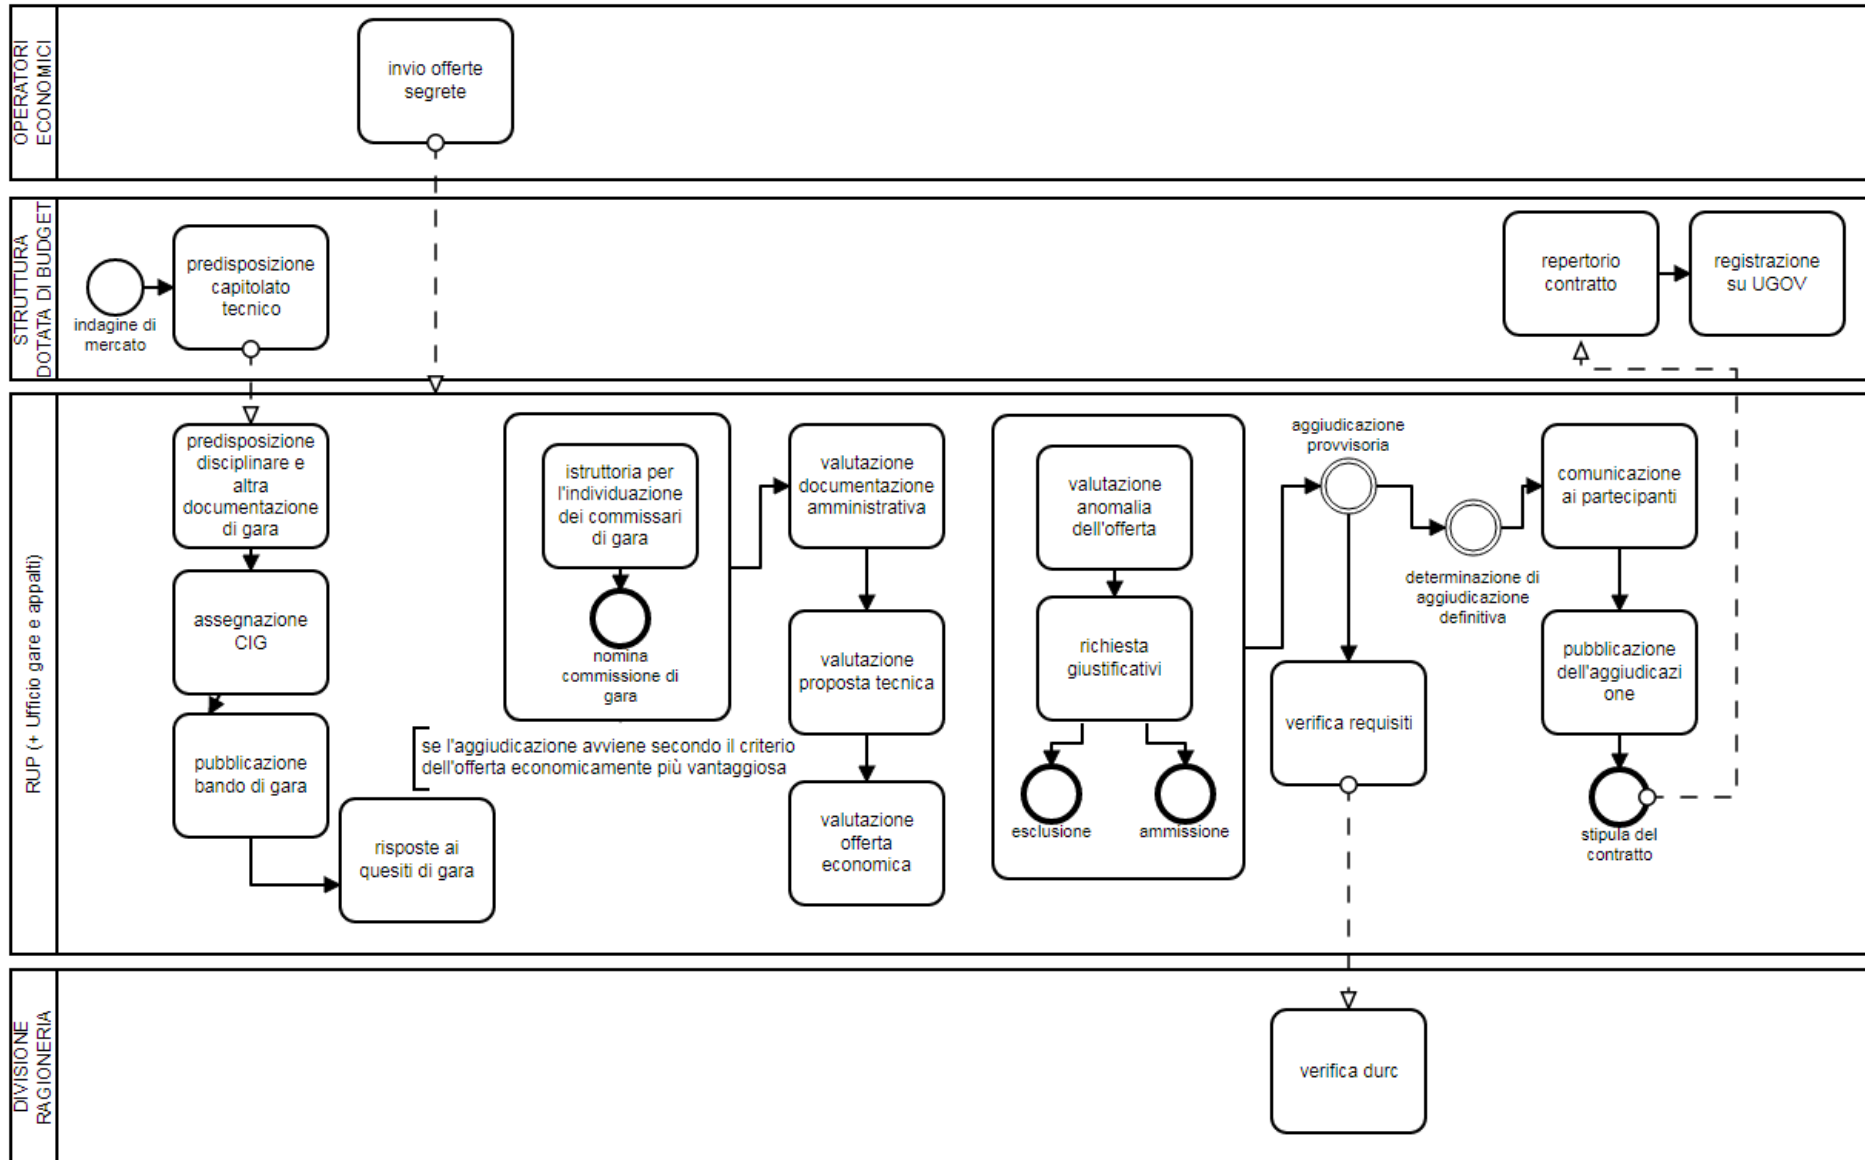 OPERATORI
ECONOMICI
invio offerte
segrete
STRUTTURA
DOTATA DI BUDGET
indagine di
mercato
predisposizione
capitolato
tecnico
repertorio
contratto
registrazione
su UGOV
RUP (+ Ufficio gare e appalti)
predisposizione
disciplinare e
altra
documentazione
di gara
assegnazione
CIG
pubblicazione
bando di gara
risposte ai
quesiti di gara
istruttoria per
l'individuazione
dei commissari
di gara
nomina
commissione di
gara
se l'aggiudicazione avviene secondo il criterio
dell'offerta economicamente più vantaggiosa
valutazione
documentazione
amministrativa
valutazione
proposta tecnica
valutazione
offerta
economica
valutazione
anomalia
dell'offerta
richiesta
giustificativi
esclusione
ammissione
aggiudicazione
provvisoria
verifica requisiti
determinazione di
aggiudicazione
definitiva
comunicazione
ai partecipanti
pubblicazione
dell'aggiudicazi
one
stipula del
contratto
DIVISIONE
RAGIONERIA
verifica durc